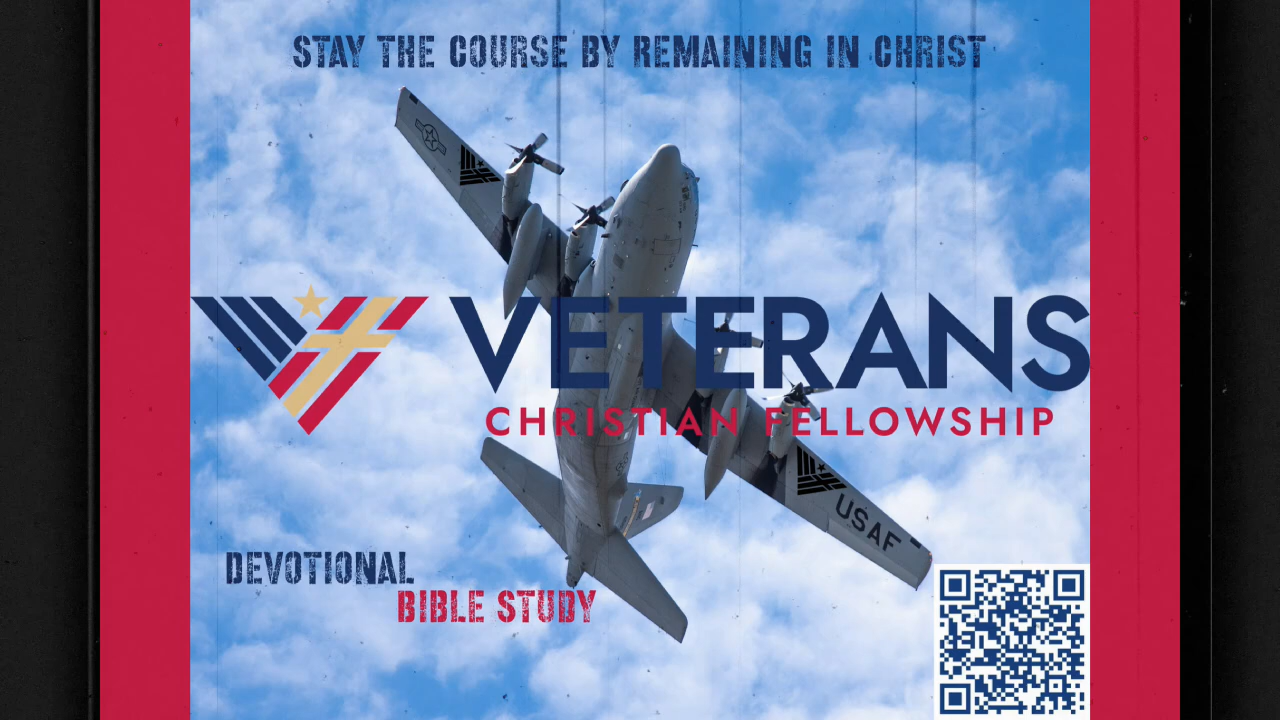 STAY THE COURSE BY REMAINING IN CHRIST
VETERANS
CHRISTIAN FELLOWSHIP
USAF
DEVOTIONAL
BIBLE STUDY